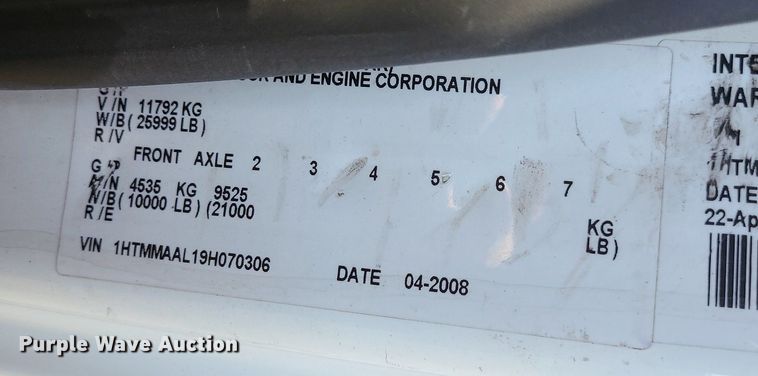 AND ENGINE CORPORATION
V/N 11792 KG
W/B( 25999 LB)
R/V
FRONT AXLE 2 3 4 5 6 7
4535 KG 9525 KG
/B( 10000 LB) (21000 LB)
R/E
VIN 1HTMMAAL19H070306
DATE 04-2008
INTE
WAR
1HTM
DATE
22-Ap
Purple Wave Auction